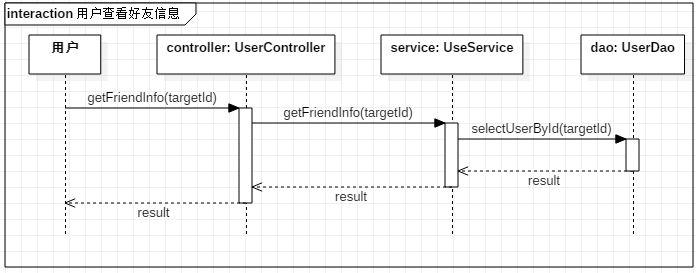 interaction 用户查看好友信息
用户
controller: UserController
service: UseService
dao: UserDao
getFriendInfo(targetId)
getFriendInfo(targetId)
selectUserById(targetId)
result
result
result